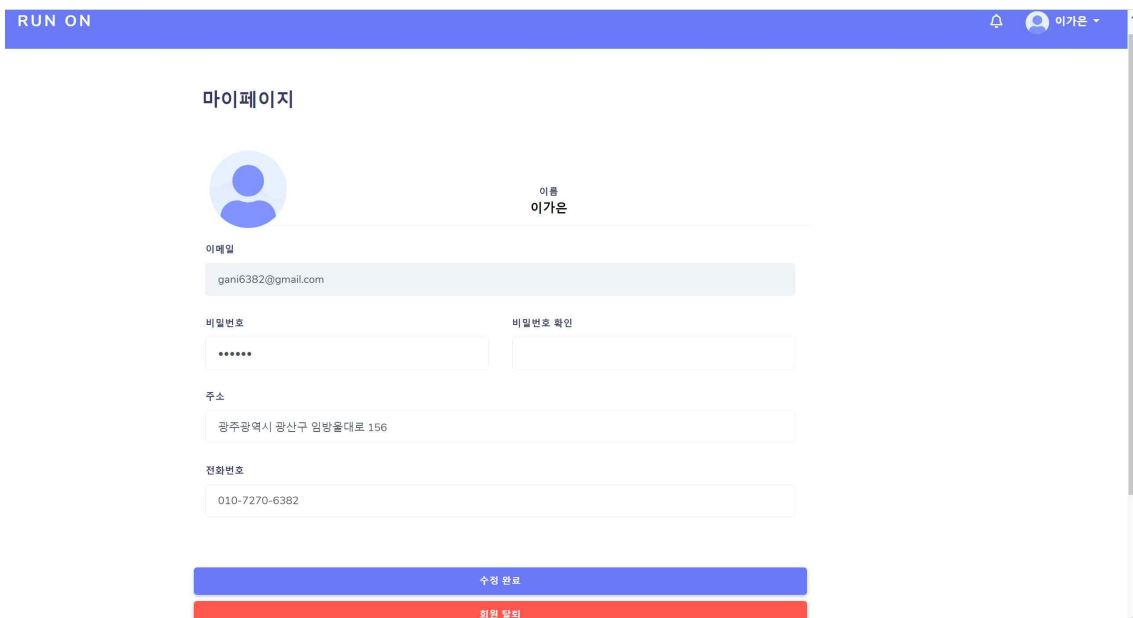 RUN ON
이가은
마이페이지
이름
이가은
이메일
gani6382@gmail.com
비밀번호
비밀번호 확인
••••••
주소
광주광역시 광산구 임방울대로 156
전화번호
010-7270-6382
수정 완료
회원 탈퇴